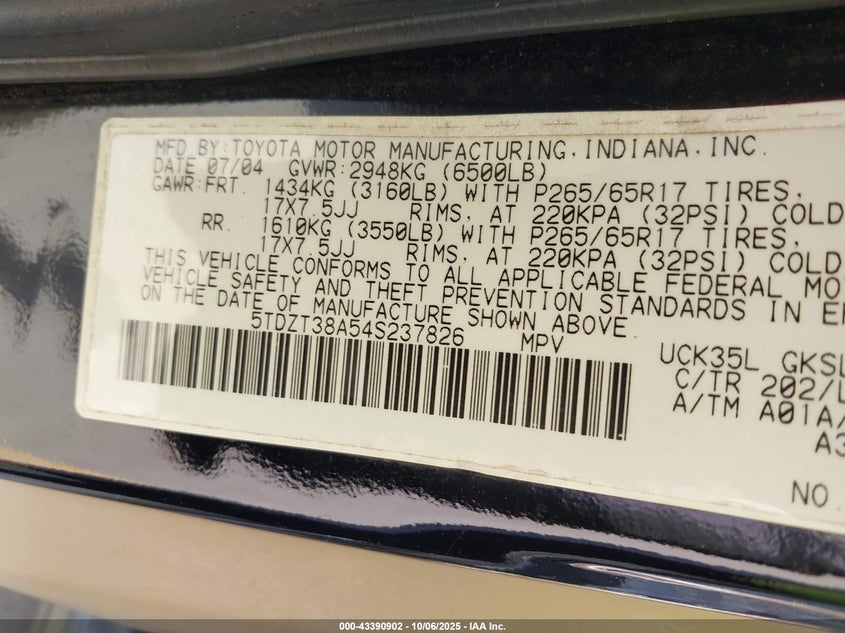 MFD BY:TOYOTA MOTOR MANUFACTURING, INDIANA, INC.
DATE 07/04 GVWR:2948KG (6500LB)
GAWR:FRT. 1434KG (3160LB) WITH P265/65R17 TIRES,
17X7.5JJ RIMS, AT 220KPA (32PSI) COLD
RR. 1610KG (3550LB) WITH P265/65R17 TIRES,
17X7.5JJ RIMS, AT 220KPA (32PSI) COLD
THIS VEHICLE CONFORMS TO ALL APPLICABLE FEDERAL MO
VEHICLE SAFETY AND THEFT PREVENTION STANDARDS IN E
ON THE DATE OF MANUFACTURE SHOWN ABOVE.
5TDZT38A54S237826 MPV
UCK35L GKSL
C/TR 202/L
A/TM A01A/
A3
NO.
000-43390902 - 10/06/2025 - IAA Inc.